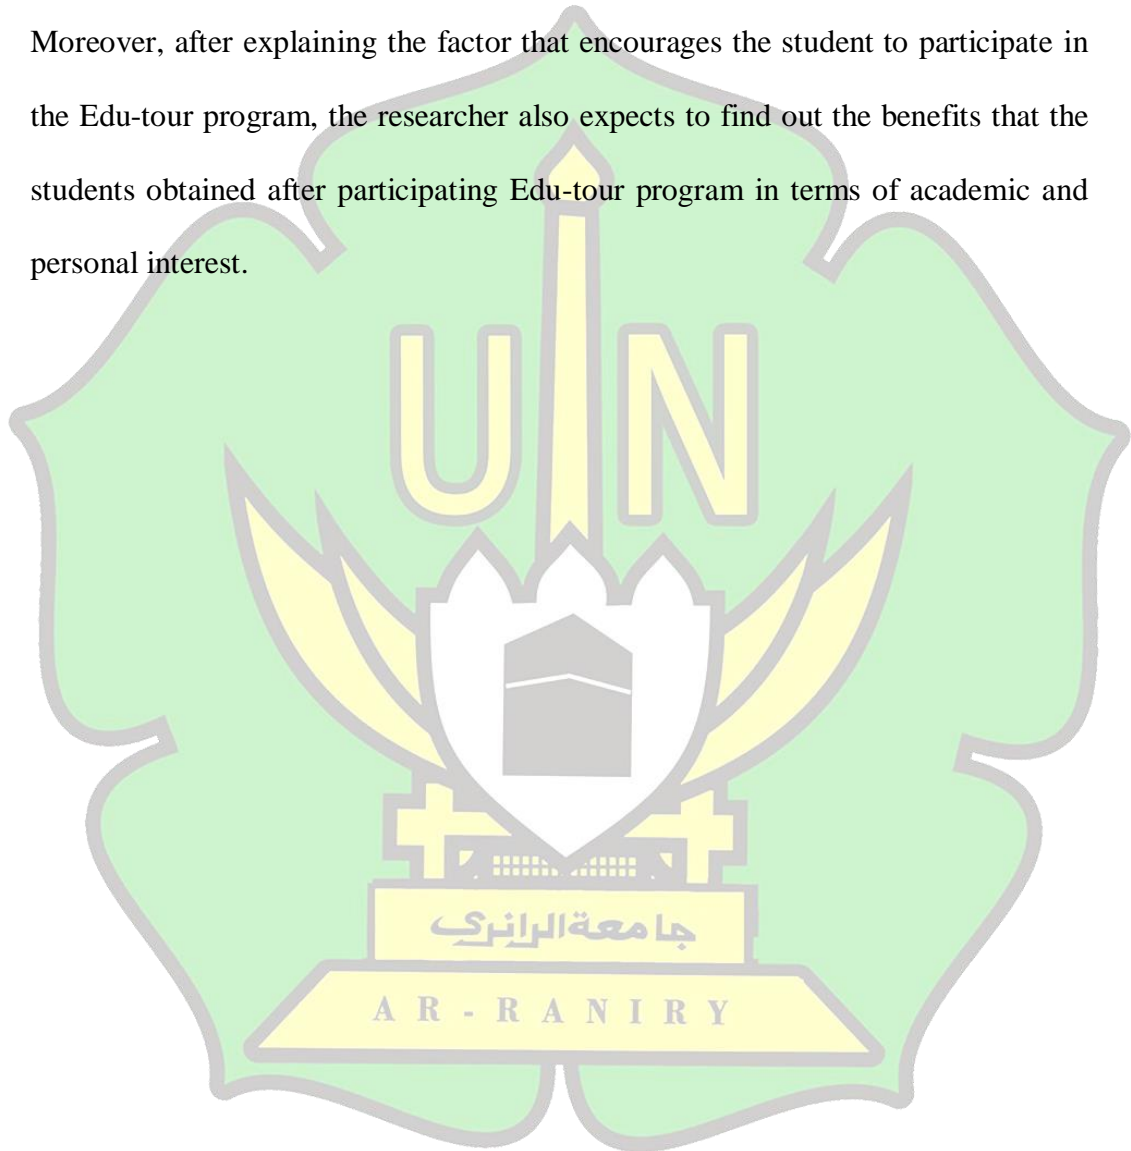 Moreover, after explaining the factor that encourages the student to participate in
the Edu-tour program, the researcher also expects to find out the benefits that the
students obtained after participating Edu-tour program in terms of academic and
personal interest.
UIN
جامعة الرانري
AR-RANIRY